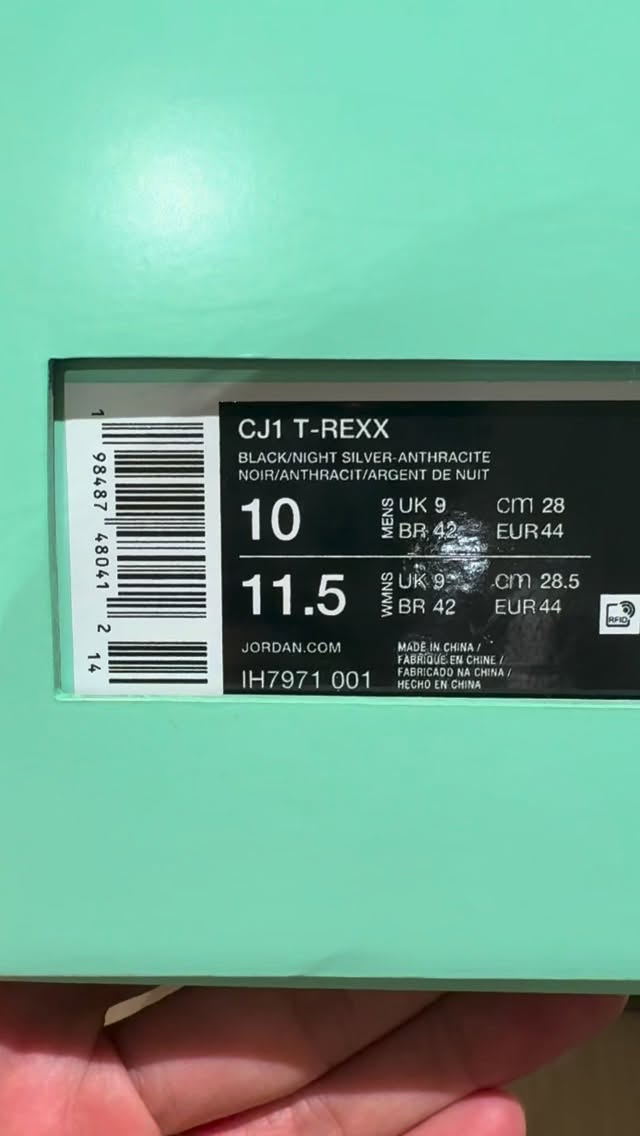 CJ1 T-REXX
BLACK/NIGHT SILVER-ANTHRACITE
NOIR/ANTHRACIT/ARGENT DE NUIT
10 MENS UK 9 cm 28
BR 42 EUR 44
11.5 WMNS UK 9 cm 28.5
BR 42 EUR 44
RFID
JORDAN.COM
IH7971 001
MADE IN CHINA /
FABRIQUÉ EN CHINE /
FABRICADO NA CHINA /
HECHO EN CHINA
1 98487 48041 2 14